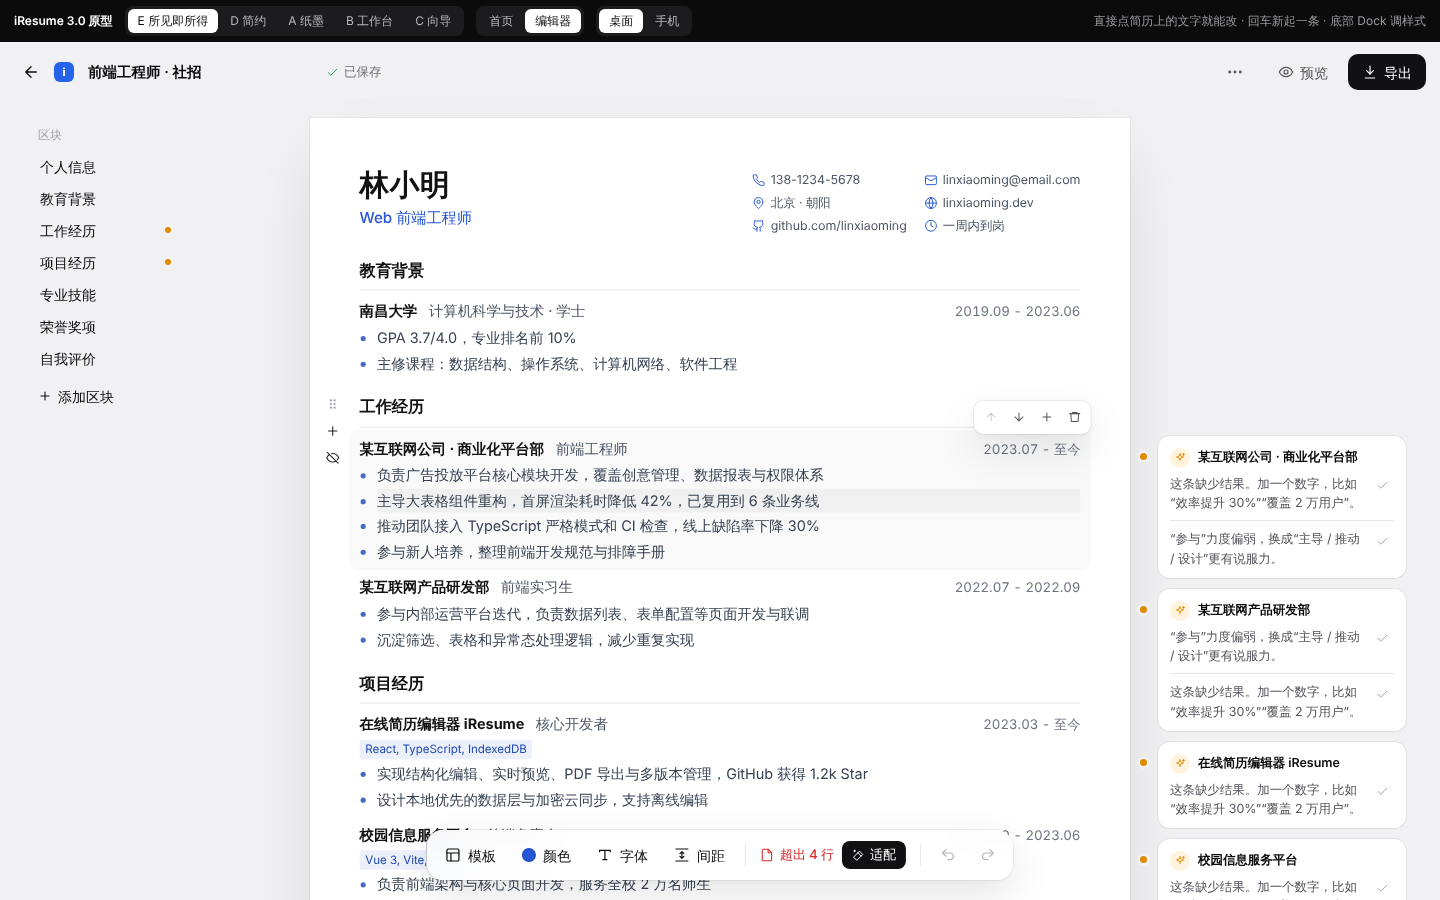 iResume 3.0 原型
E 所见即所得
D 简约
A 纸墨
B 工作台
C 向导
首页
编辑器
桌面
手机
直接点简历上的文字就能改 · 回车新起一条 · 底部 Dock 调样式
i
前端工程师 · 社招
已保存
预览
导出
区块
个人信息
教育背景
工作经历
项目经历
专业技能
荣誉奖项
自我评价
添加区块
林小明
Web 前端工程师
138-1234-5678
linxiaoming@email.com
北京 · 朝阳
linxiaoming.dev
github.com/linxiaoming
一周内到岗
教育背景
南昌大学 计算机科学与技术 · 学士 2019.09 - 2023.06
GPA 3.7/4.0，专业排名前 10%
主修课程：数据结构、操作系统、计算机网络、软件工程
工作经历
某互联网公司 · 商业化平台部 前端工程师 2023.07 - 至今
负责广告投放平台核心模块开发，覆盖创意管理、数据报表与权限体系
主导大表格组件重构，首屏渲染耗时降低 42%，已复用到 6 条业务线
推动团队接入 TypeScript 严格模式和 CI 检查，线上缺陷率下降 30%
参与新人培养，整理前端开发规范与排障手册
某互联网产品研发部 前端实习生 2022.07 - 2022.09
参与内部运营平台迭代，负责数据列表、表单配置等页面开发与联调
沉淀筛选、表格和异常态处理逻辑，减少重复实现
项目经历
在线简历编辑器 iResume 核心开发者 2023.03 - 至今
React, TypeScript, IndexedDB
实现结构化编辑、实时预览、PDF 导出与多版本管理，GitHub 获得 1.2k Star
设计本地优先的数据层与加密云同步，支持离线编辑
校园信息服 - 2023.06
Vue 3, Vite,
负责前端架构与核心页面开发，服务全校 2 万名师生
模板
颜色
字体
间距
超出 4 行
适配
某互联网公司 · 商业化平台部
这条缺少结果。加一个数字，比如
“效率提升 30%”“覆盖 2 万用户”。
“参与”力度偏弱，换成“主导 / 推动
/ 设计”更有说服力。
某互联网产品研发部
“参与”力度偏弱，换成“主导 / 推动
/ 设计”更有说服力。
这条缺少结果。加一个数字，比如
“效率提升 30%”“覆盖 2 万用户”。
在线简历编辑器 iResume
这条缺少结果。加一个数字，比如
“效率提升 30%”“覆盖 2 万用户”。
校园信息服务平台
这条缺少结果。加一个数字，比如